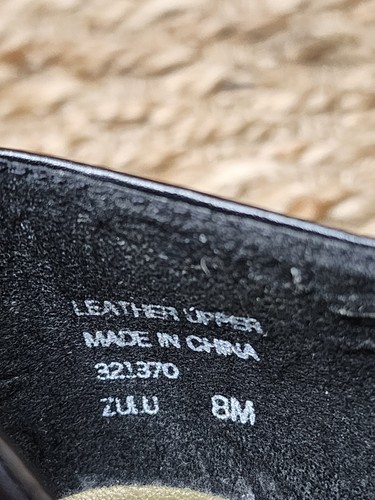 LEATHER UPPER
MADE IN CHINA
321370
ZULU 8M